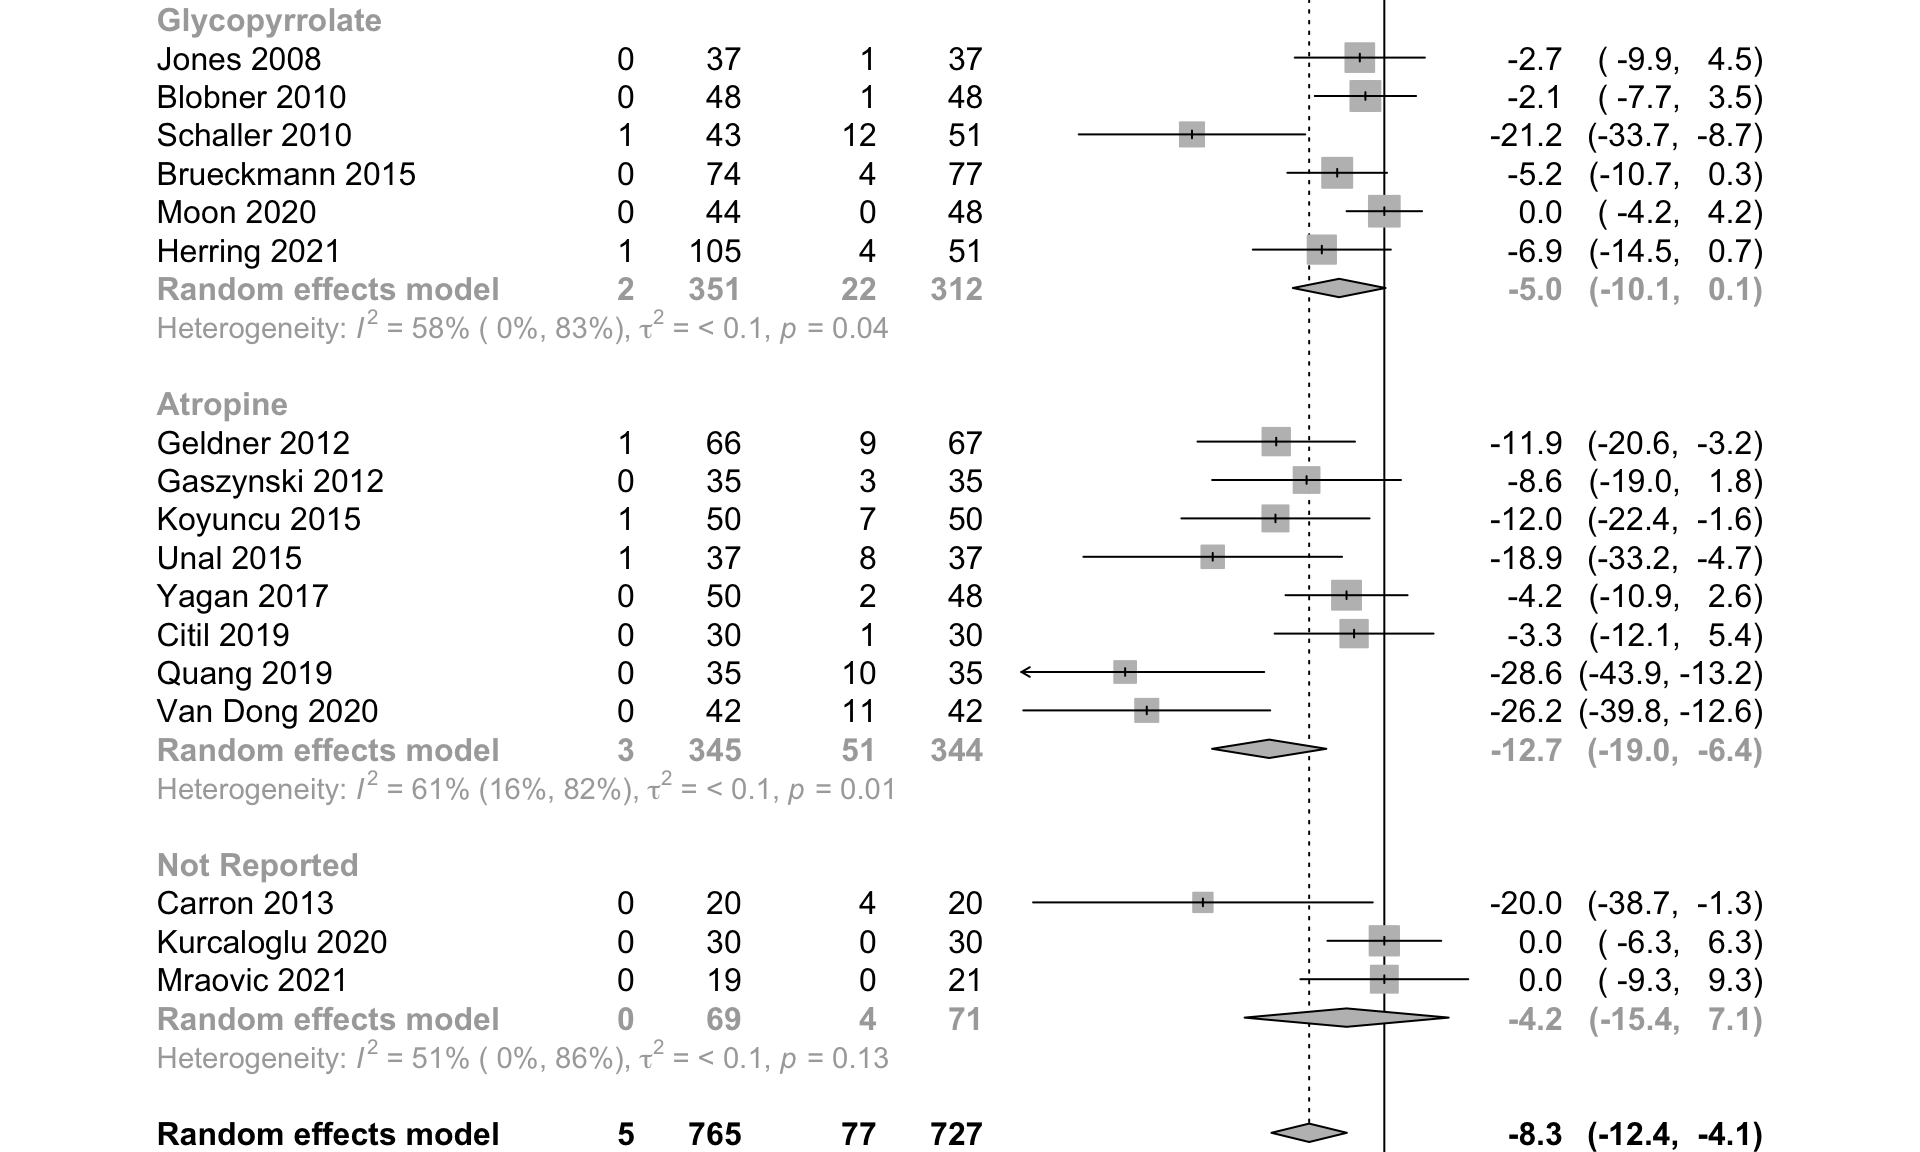 Glycopyrrolate
Jones 2008 0 37 1 37 -2.7 ( -9.9, 4.5)
Blobner 2010 0 48 1 48 -2.1 ( -7.7, 3.5)
Schaller 2010 1 43 12 51 -21.2 (-33.7, -8.7)
Brueckmann 2015 0 74 4 77 -5.2 (-10.7, 0.3)
Moon 2020 0 44 0 48 0.0 ( -4.2, 4.2)
Herring 2021 1 105 4 51 -6.9 (-14.5, 0.7)
Random effects model 2 351 22 312 -5.0 (-10.1, 0.1)
Heterogeneity: I² = 58% ( 0%, 83%), τ² = < 0.1, p = 0.04
Atropine
Geldner 2012 1 66 9 67 -11.9 (-20.6, -3.2)
Gaszynski 2012 0 35 3 35 -8.6 (-19.0, 1.8)
Koyuncu 2015 1 50 7 50 -12.0 (-22.4, -1.6)
Unal 2015 1 37 8 37 -18.9 (-33.2, -4.7)
Yagan 2017 0 50 2 48 -4.2 (-10.9, 2.6)
Citil 2019 0 30 1 30 -3.3 (-12.1, 5.4)
Quang 2019 0 35 10 35 -28.6 (-43.9, -13.2)
Van Dong 2020 0 42 11 42 -26.2 (-39.8, -12.6)
Random effects model 3 345 51 344 -12.7 (-19.0, -6.4)
Heterogeneity: I² = 61% (16%, 82%), τ² = < 0.1, p = 0.01
Not Reported
Carron 2013 0 20 4 20 -20.0 (-38.7, -1.3)
Kurcaloglu 2020 0 30 0 30 0.0 ( -6.3, 6.3)
Mraovic 2021 0 19 0 21 0.0 ( -9.3, 9.3)
Random effects model 0 69 4 71 -4.2 (-15.4, 7.1)
Heterogeneity: I² = 51% ( 0%, 86%), τ² = < 0.1, p = 0.13
Random effects model 5 765 77 727 -8.3 (-12.4, -4.1)